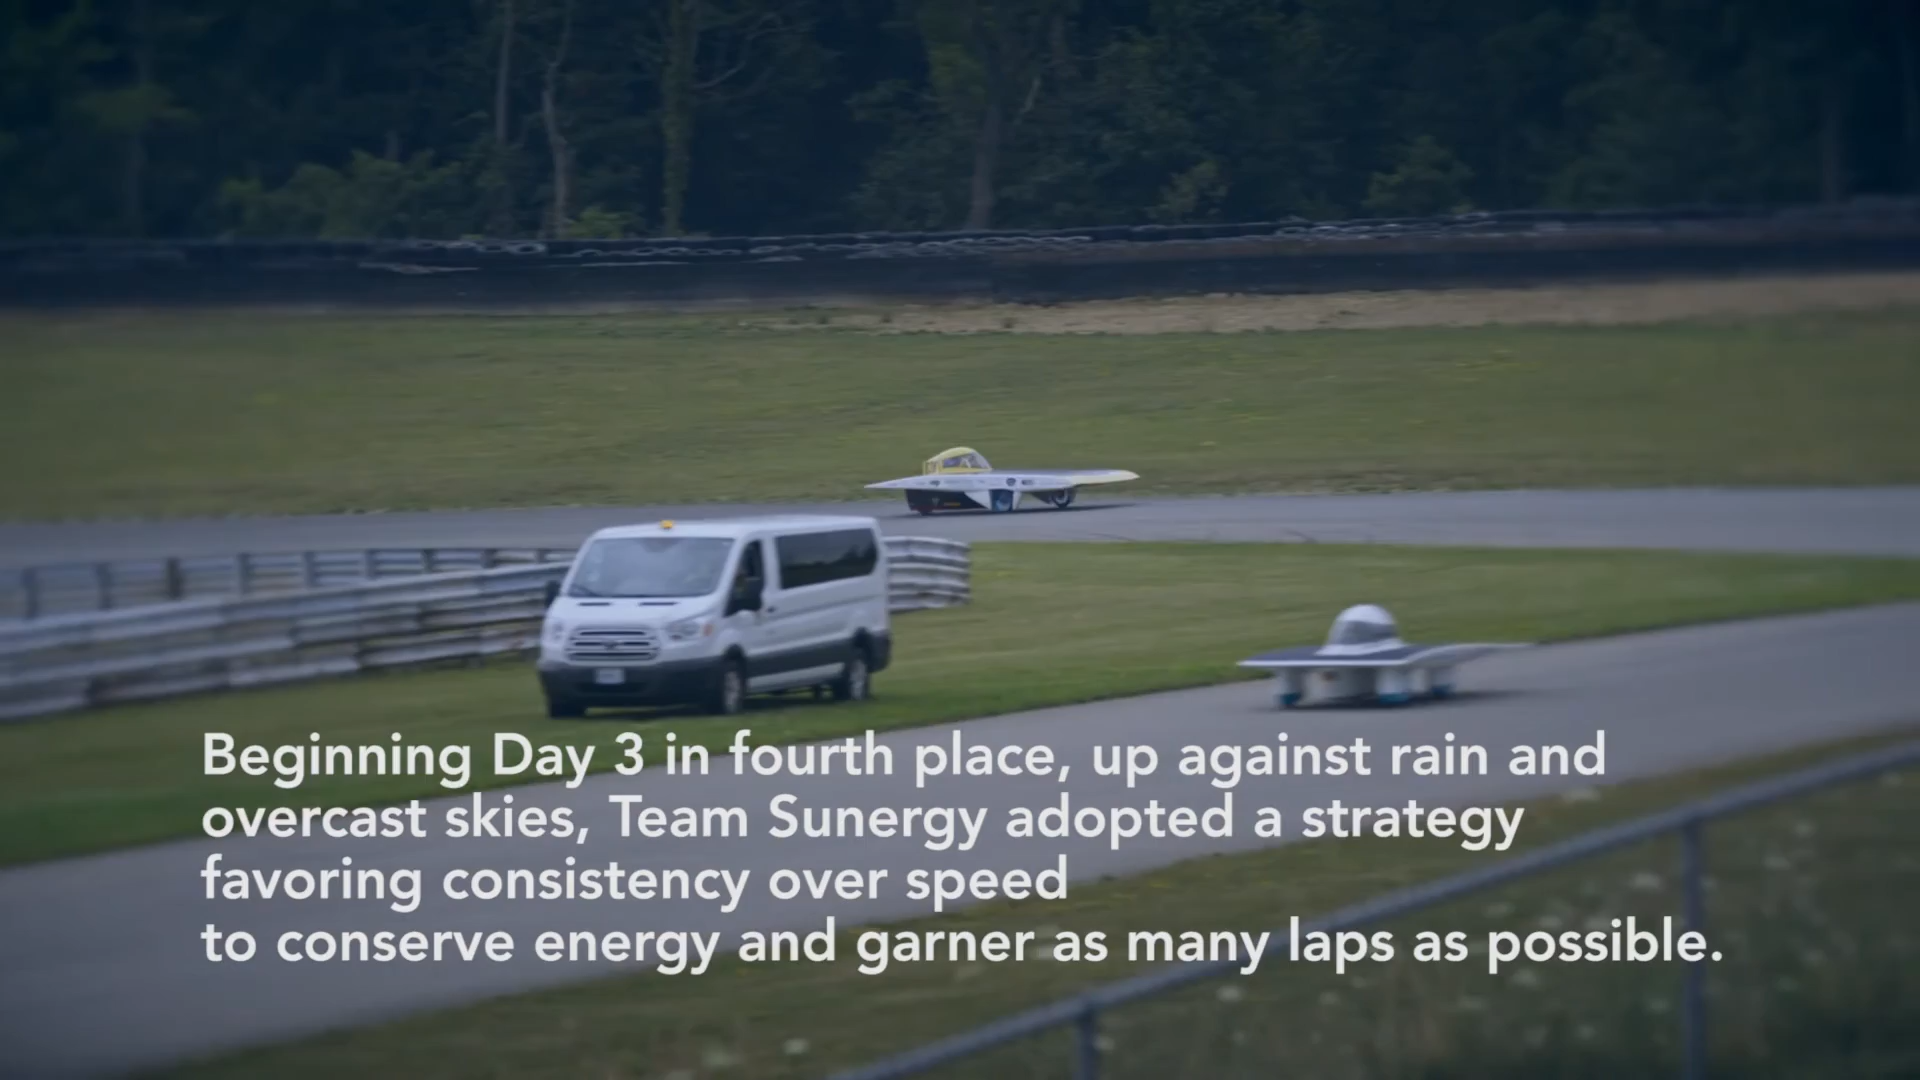 Beginning Day 3 in fourth place, up against rain and
overcast skies, Team Sunergy adopted a strategy
favoring consistency over speed
to conserve energy and garner as many laps as possible.